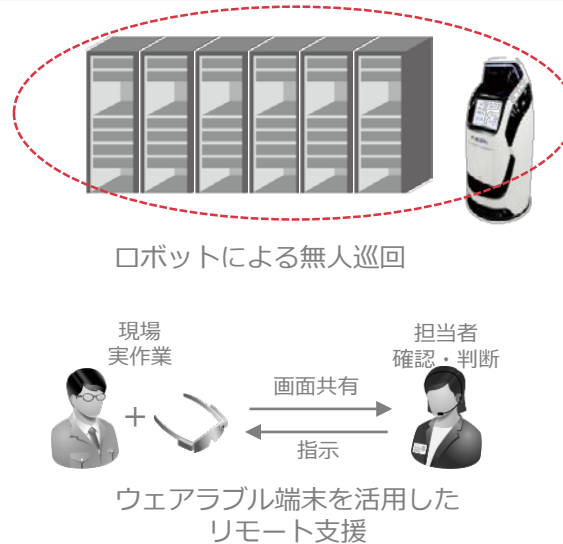 ロボットによる無人巡回
現場
実作業
担当者
確認・判断
+
画面共有
指示
ウェアラブル端末を活用した
リモート支援